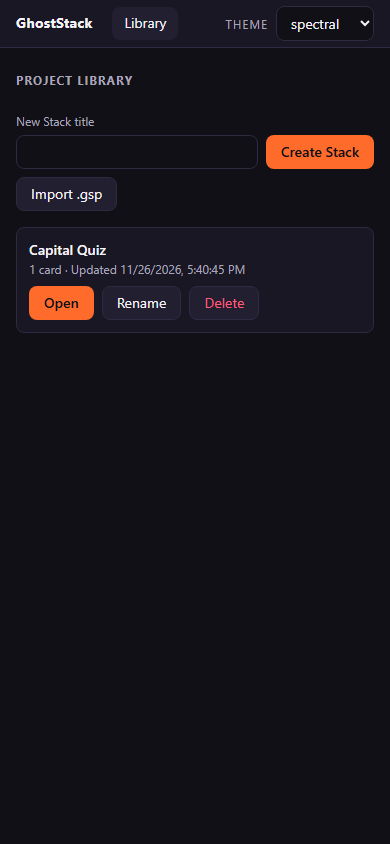 GhostStack Library THEME spectral
PROJECT LIBRARY
New Stack title
Create Stack
Import .gsp
Capital Quiz
1 card · Updated 11/26/2026, 5:40:45 PM
Open Rename Delete